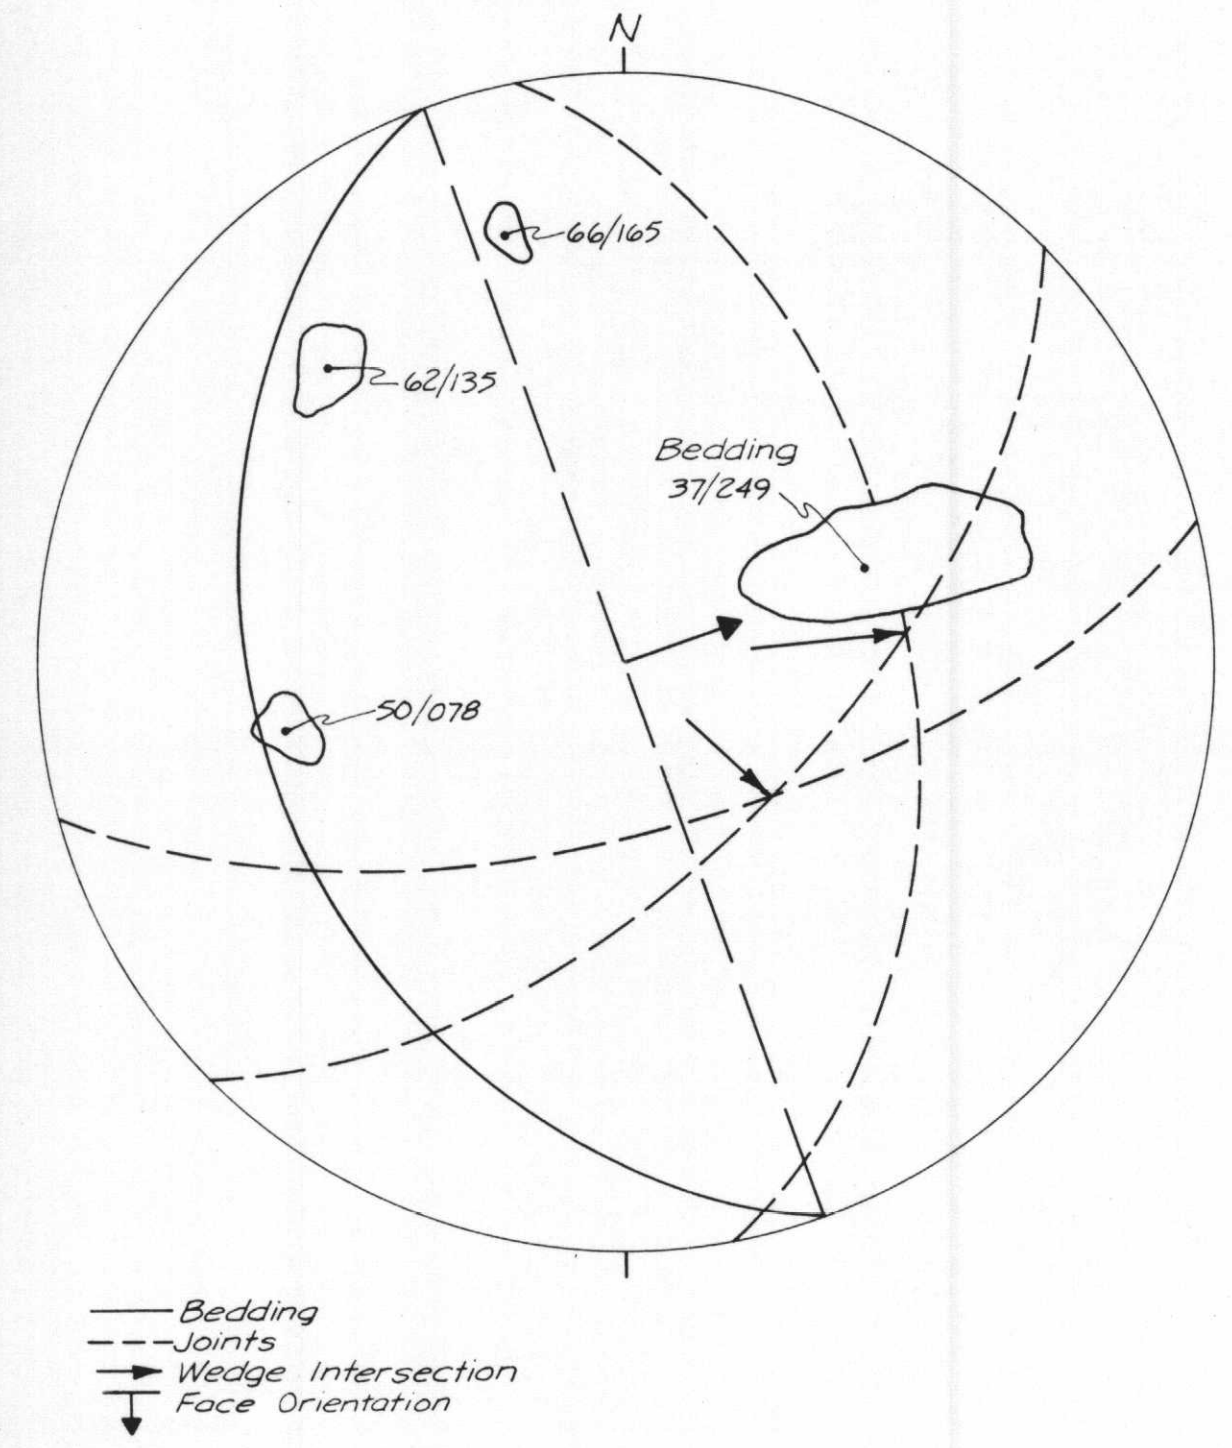 N
66/165
62/135
Bedding
37/249
50/078
Bedding
Joints
Wedge Intersection
Face Orientation